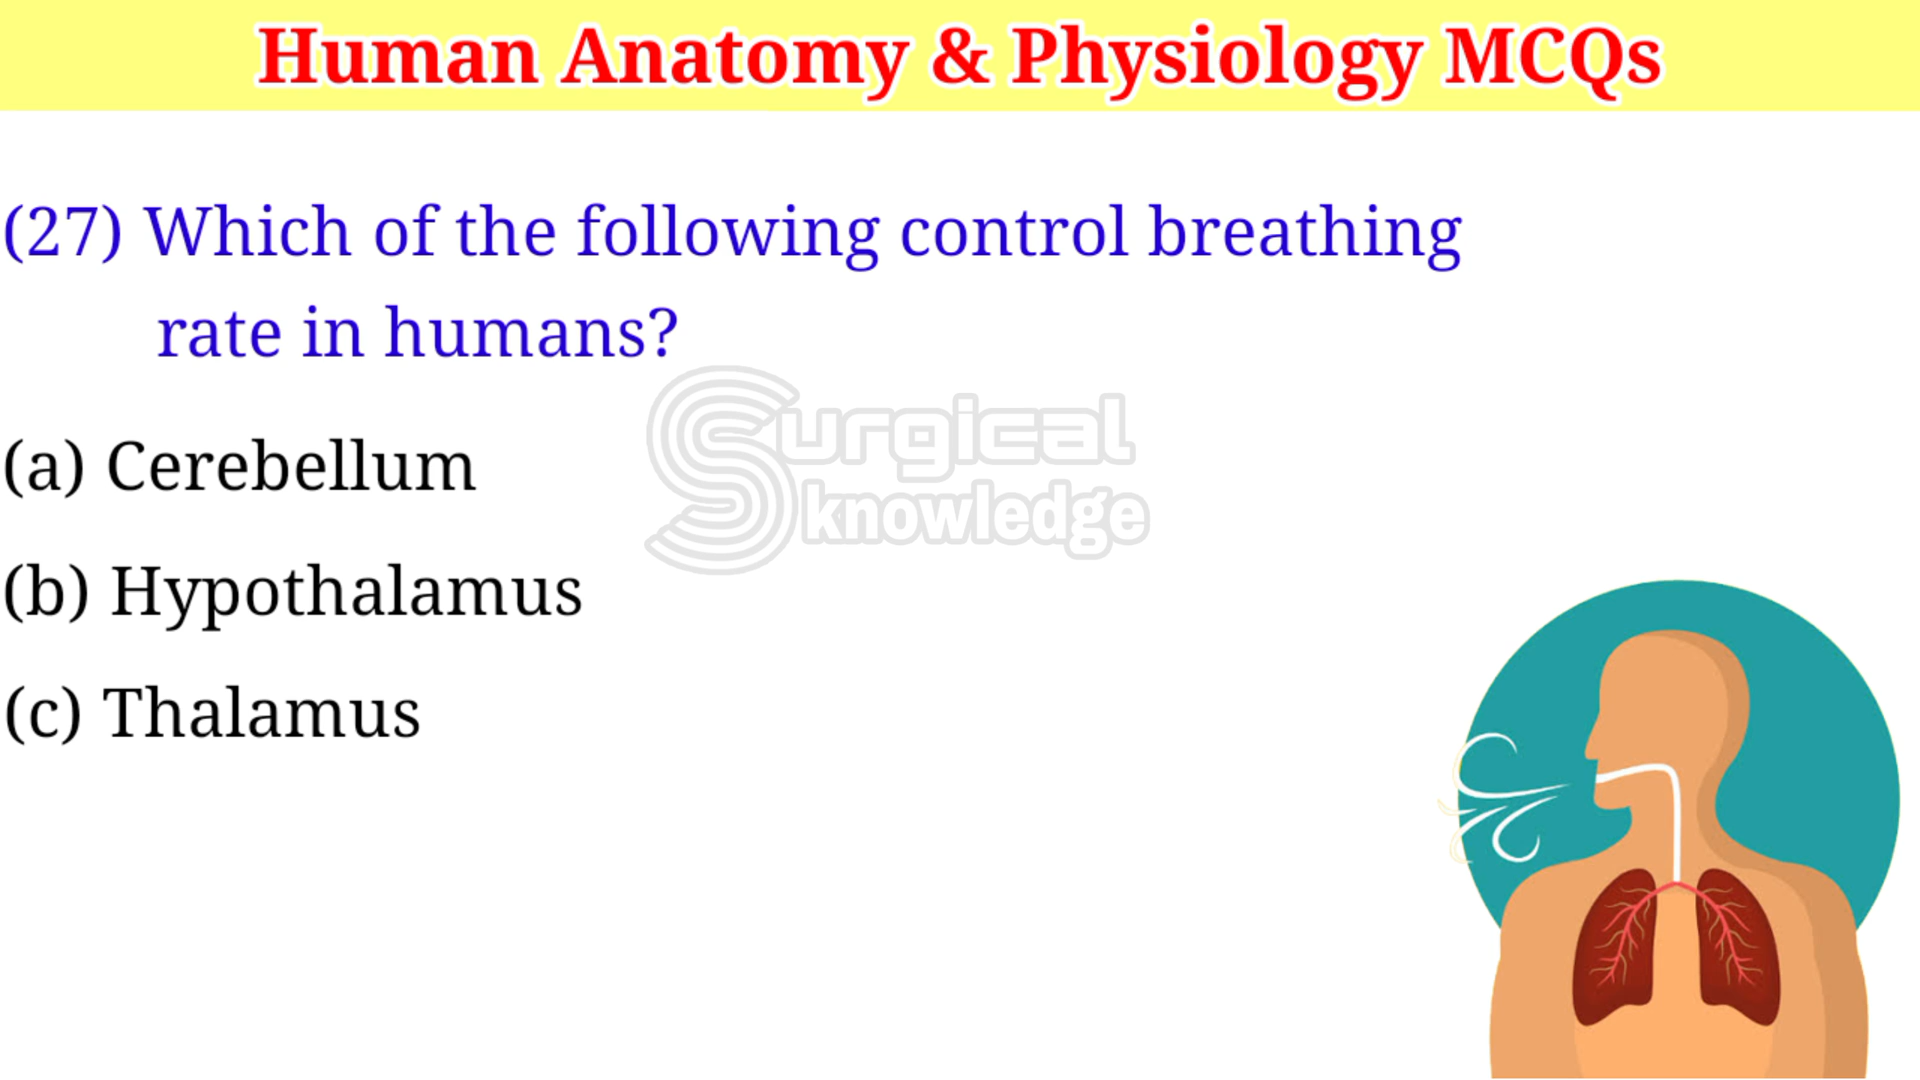 Human Anatomy & Physiology MCQs
(27) Which of the following control breathing
rate in humans?
Surgical
knowledge
(a) Cerebellum
(b) Hypothalamus
(c) Thalamus